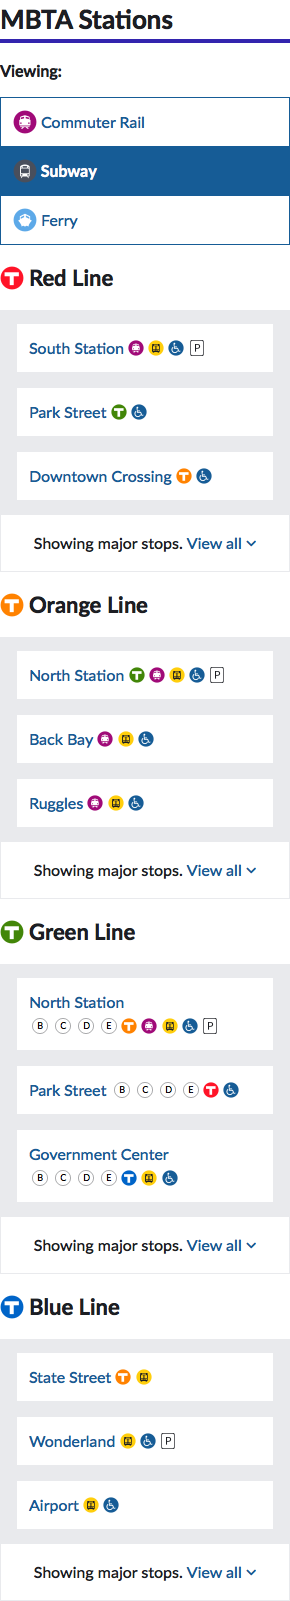 MBTA Stations
Viewing:
Commuter Rail
Subway
Ferry
T Red Line
South Station P
Park Street T
Downtown Crossing T
Showing major stops. View all
T Orange Line
North Station T P
Back Bay
Ruggles
Showing major stops. View all
T Green Line
North Station
B C D E T P
Park Street B C D E T
Government Center
B C D E T
Showing major stops. View all
T Blue Line
State Street T
Wonderland P
Airport
Showing major stops. View all